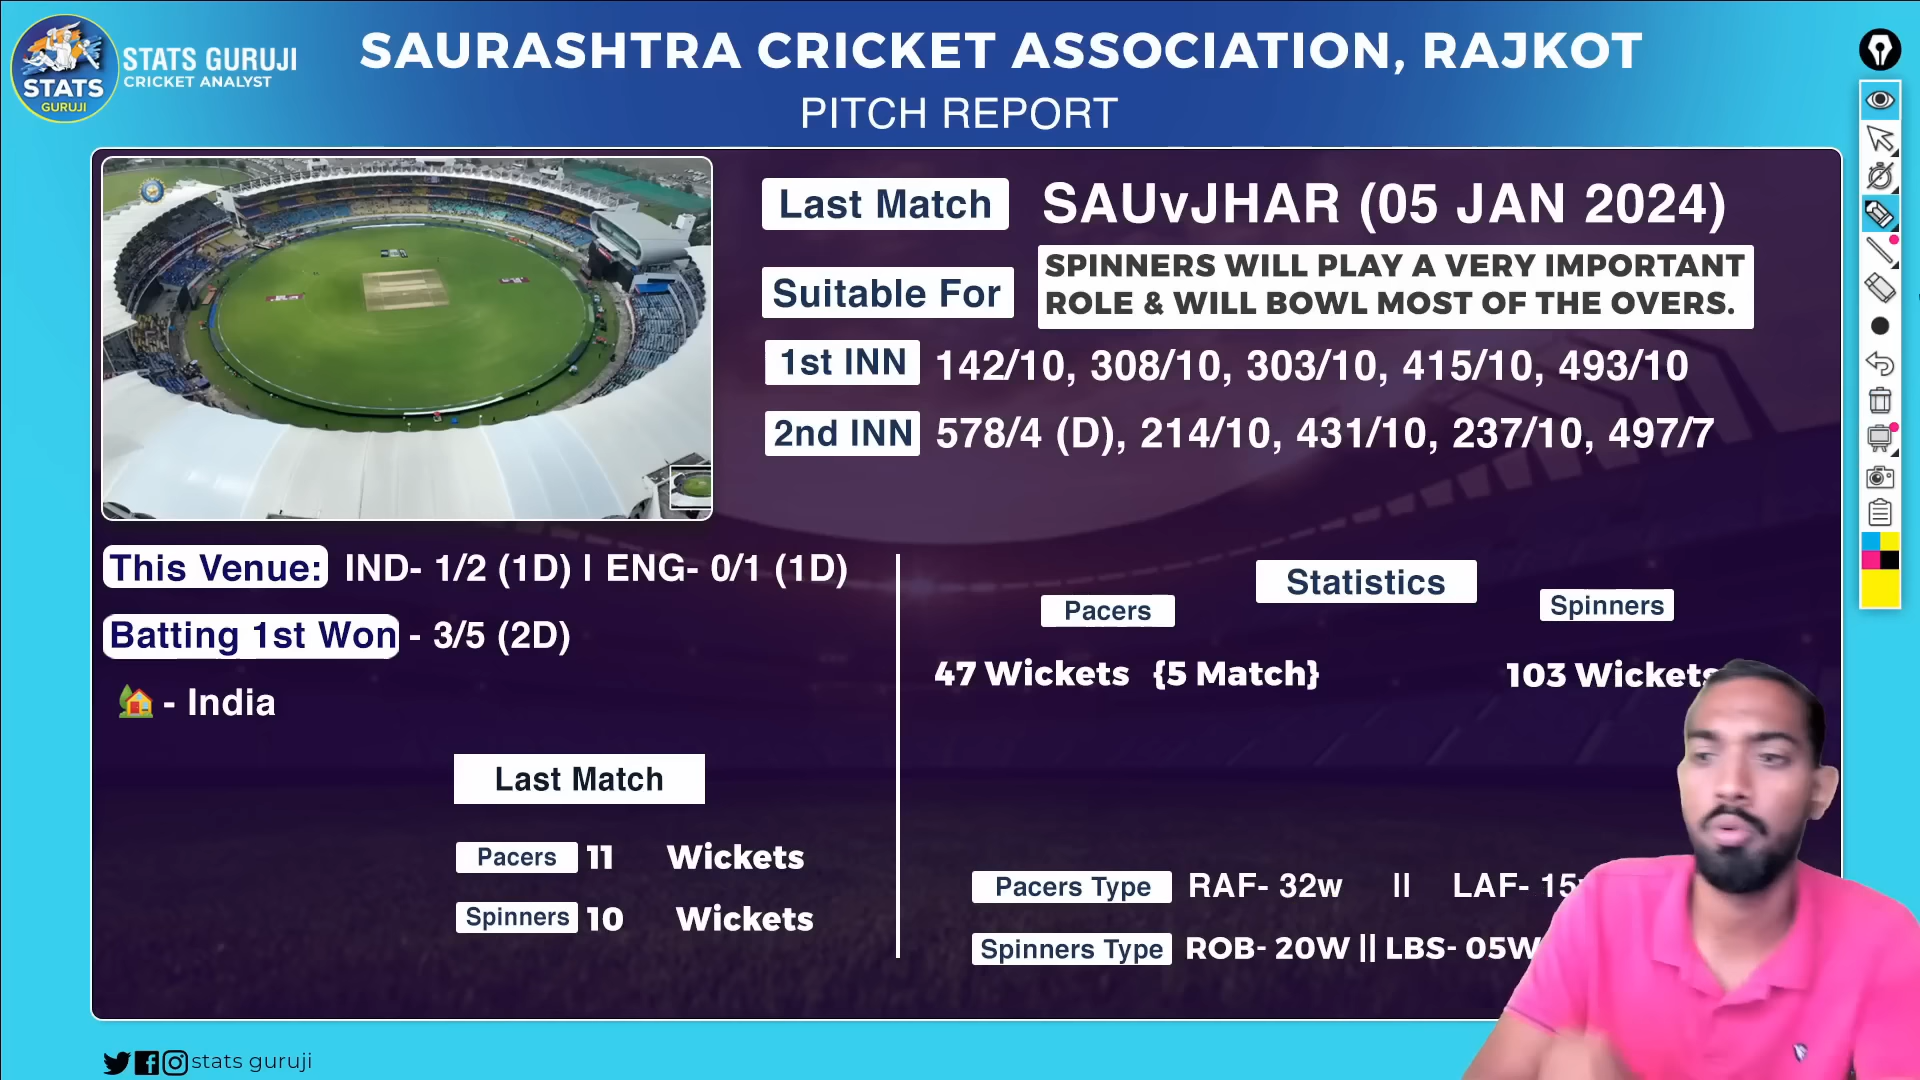 STATS GURUJI
CRICKET ANALYST
STATS
GURUJI
SAURASHTRA CRICKET ASSOCIATION, RAJKOT
PITCH REPORT
Last Match SAUvJHAR (05 JAN 2024)
Suitable For SPINNERS WILL PLAY A VERY IMPORTANT
ROLE & WILL BOWL MOST OF THE OVERS.
1st INN 142/10, 308/10, 303/10, 415/10, 493/10
2nd INN 578/4 (D), 214/10, 431/10, 237/10, 497/7
This Venue: IND- 1/2 (1D) | ENG- 0/1 (1D)
Batting 1st Won - 3/5 (2D)
- India
Last Match
Pacers 11 Wickets
Spinners 10 Wickets
Statistics
Pacers Spinners
47 Wickets {5 Match} 103 Wickets
Pacers Type RAF- 32w || LAF- 15
Spinners Type ROB- 20W || LBS- 05W
stats guruji